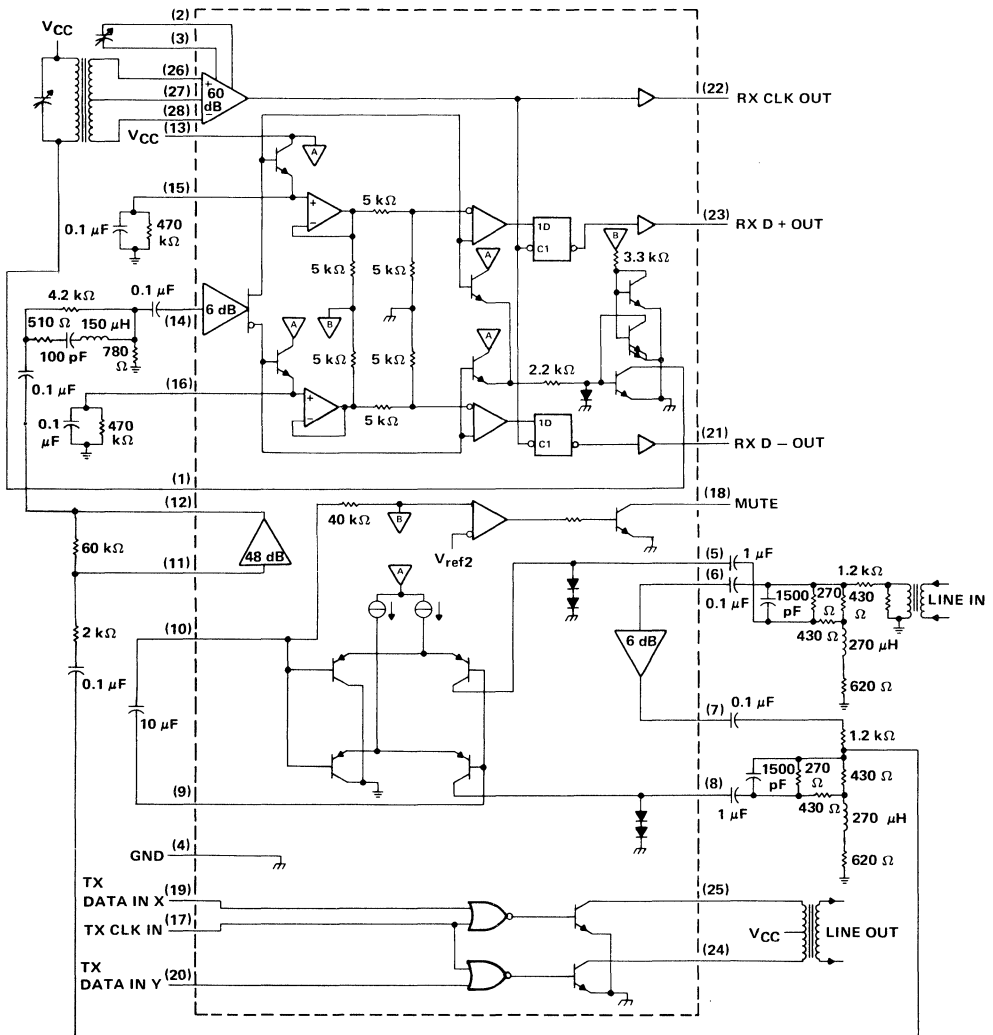 (2)
VCC
(3)
(26)
+
60
dB
−
(27)
(28)
(13)
VCC
A
(22)
RX CLK OUT
(15)
0.1 µF
470
kΩ
+
−
5 kΩ
5 kΩ
5 kΩ
1D
C1
(23)
RX D + OUT
B
3.3 kΩ
4.2 kΩ
0.1 µF
510 Ω
150 µH
100 pF
780
Ω
(14)
6 dB
A
B
A
A
5 kΩ
5 kΩ
2.2 kΩ
0.1 µF
(16)
0.1
µF
470
kΩ
+
−
5 kΩ
1D
C1
(21)
RX D − OUT
(1)
(12)
60 kΩ
48 dB
(11)
40 kΩ
B
Vref2
(18)
MUTE
2 kΩ
0.1 µF
(10)
10 µF
(9)
A
(5)
1 µF
(6)
0.1 µF
1500
pF
270
Ω
430
Ω
1.2 kΩ
LINE IN
430 Ω
270 µH
620 Ω
6 dB
(7)
0.1 µF
1.2 kΩ
(8)
1 µF
1500
pF
270
Ω
430
Ω
430
Ω
270 µH
620 Ω
GND
(4)
TX
DATA IN X
(19)
TX CLK IN
(17)
TX
DATA IN Y
(20)
(25)
VCC
LINE OUT
(24)